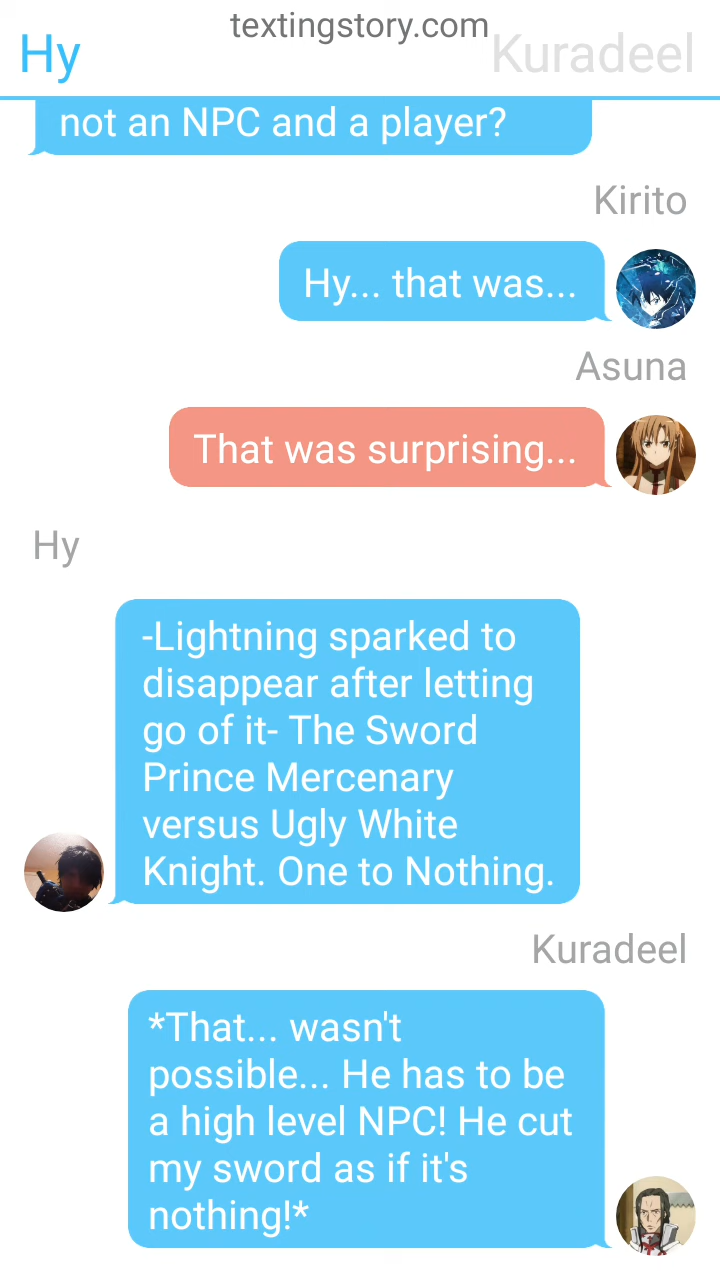 textingstory.com
Hy
Kuradeel
not an NPC and a player?
Kirito
Hy... that was...
Asuna
That was surprising...
Hy
-Lightning sparked to
disappear after letting
go of it- The Sword
Prince Mercenary
versus Ugly White
Knight. One to Nothing.
Kuradeel
*That... wasn't
possible... He has to be
a high level NPC! He cut
my sword as if it's
nothing!*